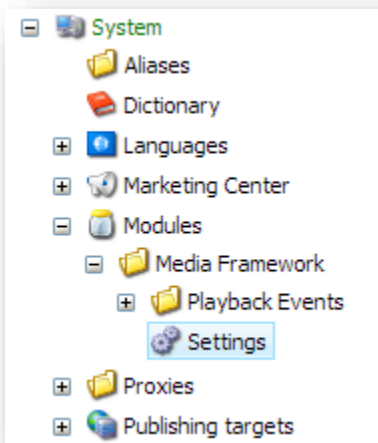 System
Aliases
Dictionary
Languages
Marketing Center
Modules
Media Framework
Playback Events
Settings
Proxies
Publishing targets